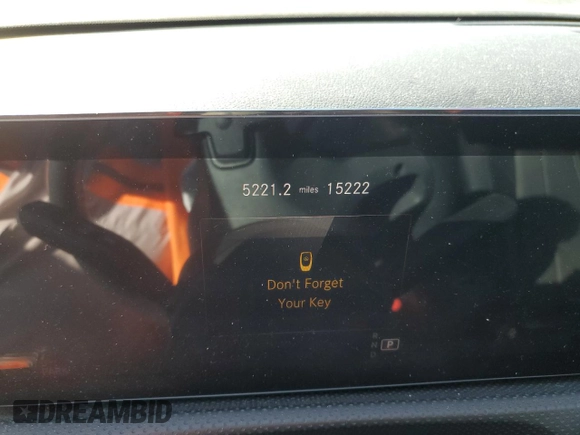 5221.2 miles 15222
Don't Forget
Your Key
R
N
D
P
DREAMBID